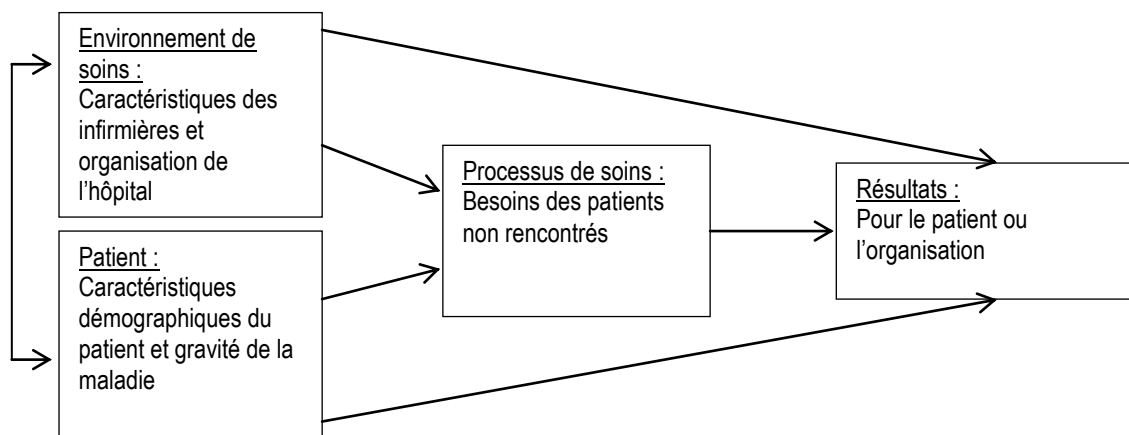 Environnement de
soins :
Caractéristiques des
infirmières et
organisation de
l’hôpital
Patient :
Caractéristiques
démographiques du
patient et gravité de la
maladie
Processus de soins :
Besoins des patients
non rencontrés
Résultats :
Pour le patient ou
l’organisation